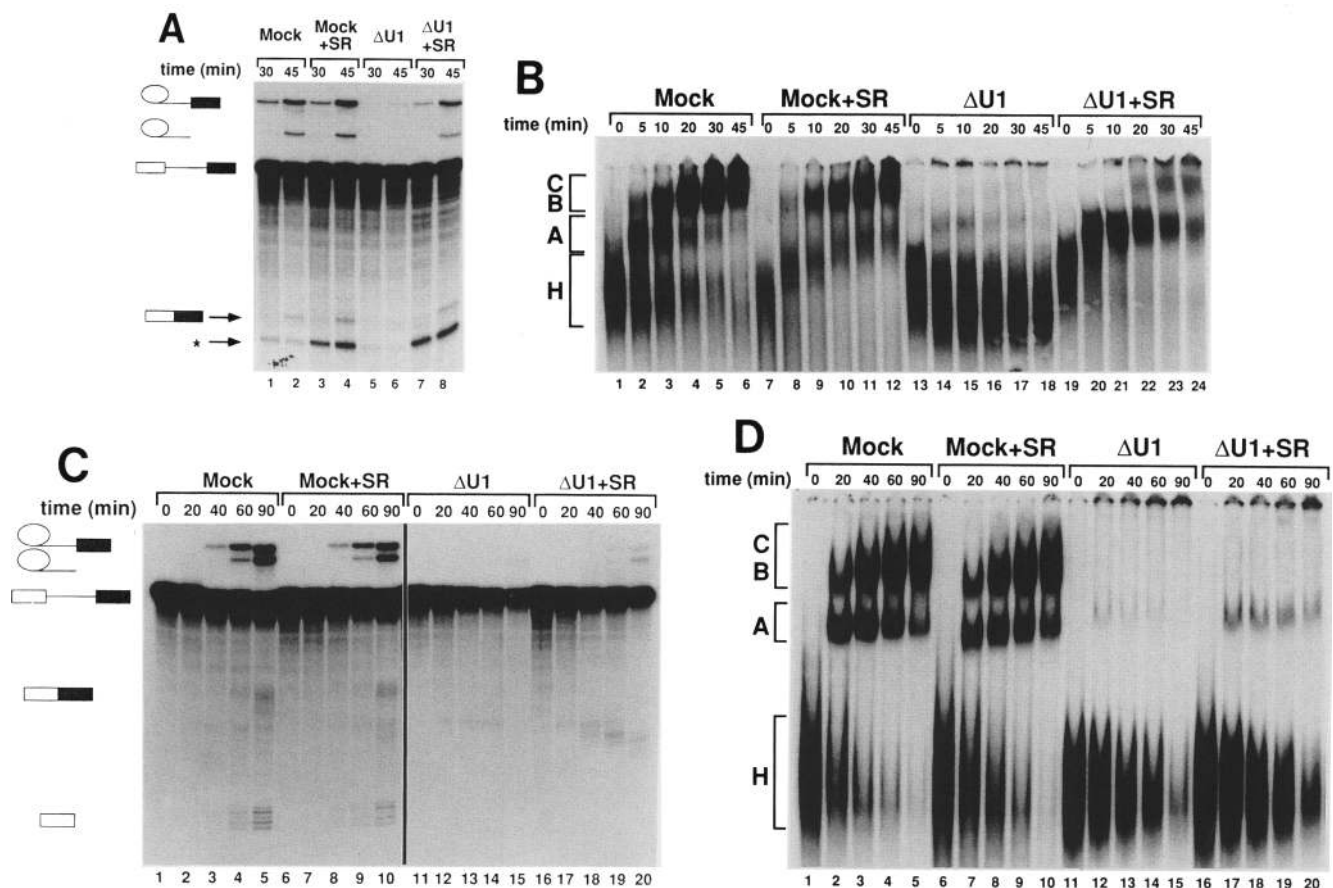 A
Mock Mock +SR ΔU1 ΔU1 +SR
time (min) 30 45 30 45 30 45 30 45
*
1 2 3 4 5 6 7 8
B
Mock Mock+SR ΔU1 ΔU1+SR
time (min) 0 5 10 20 30 45 0 5 10 20 30 45 0 5 10 20 30 45 0 5 10 20 30 45
C
B
A
H
1 2 3 4 5 6 7 8 9 10 11 12 13 14 15 16 17 18 19 20 21 22 23 24
C
Mock Mock+SR ΔU1 ΔU1+SR
time (min) 0 20 40 60 90 0 20 40 60 90 0 20 40 60 90 0 20 40 60 90
1 2 3 4 5 6 7 8 9 10 11 12 13 14 15 16 17 18 19 20
D
Mock Mock+SR ΔU1 ΔU1+SR
time (min) 0 20 40 60 90 0 20 40 60 90 0 20 40 60 90 0 20 40 60 90
C
B
A
H
1 2 3 4 5 6 7 8 9 10 11 12 13 14 15 16 17 18 19 20